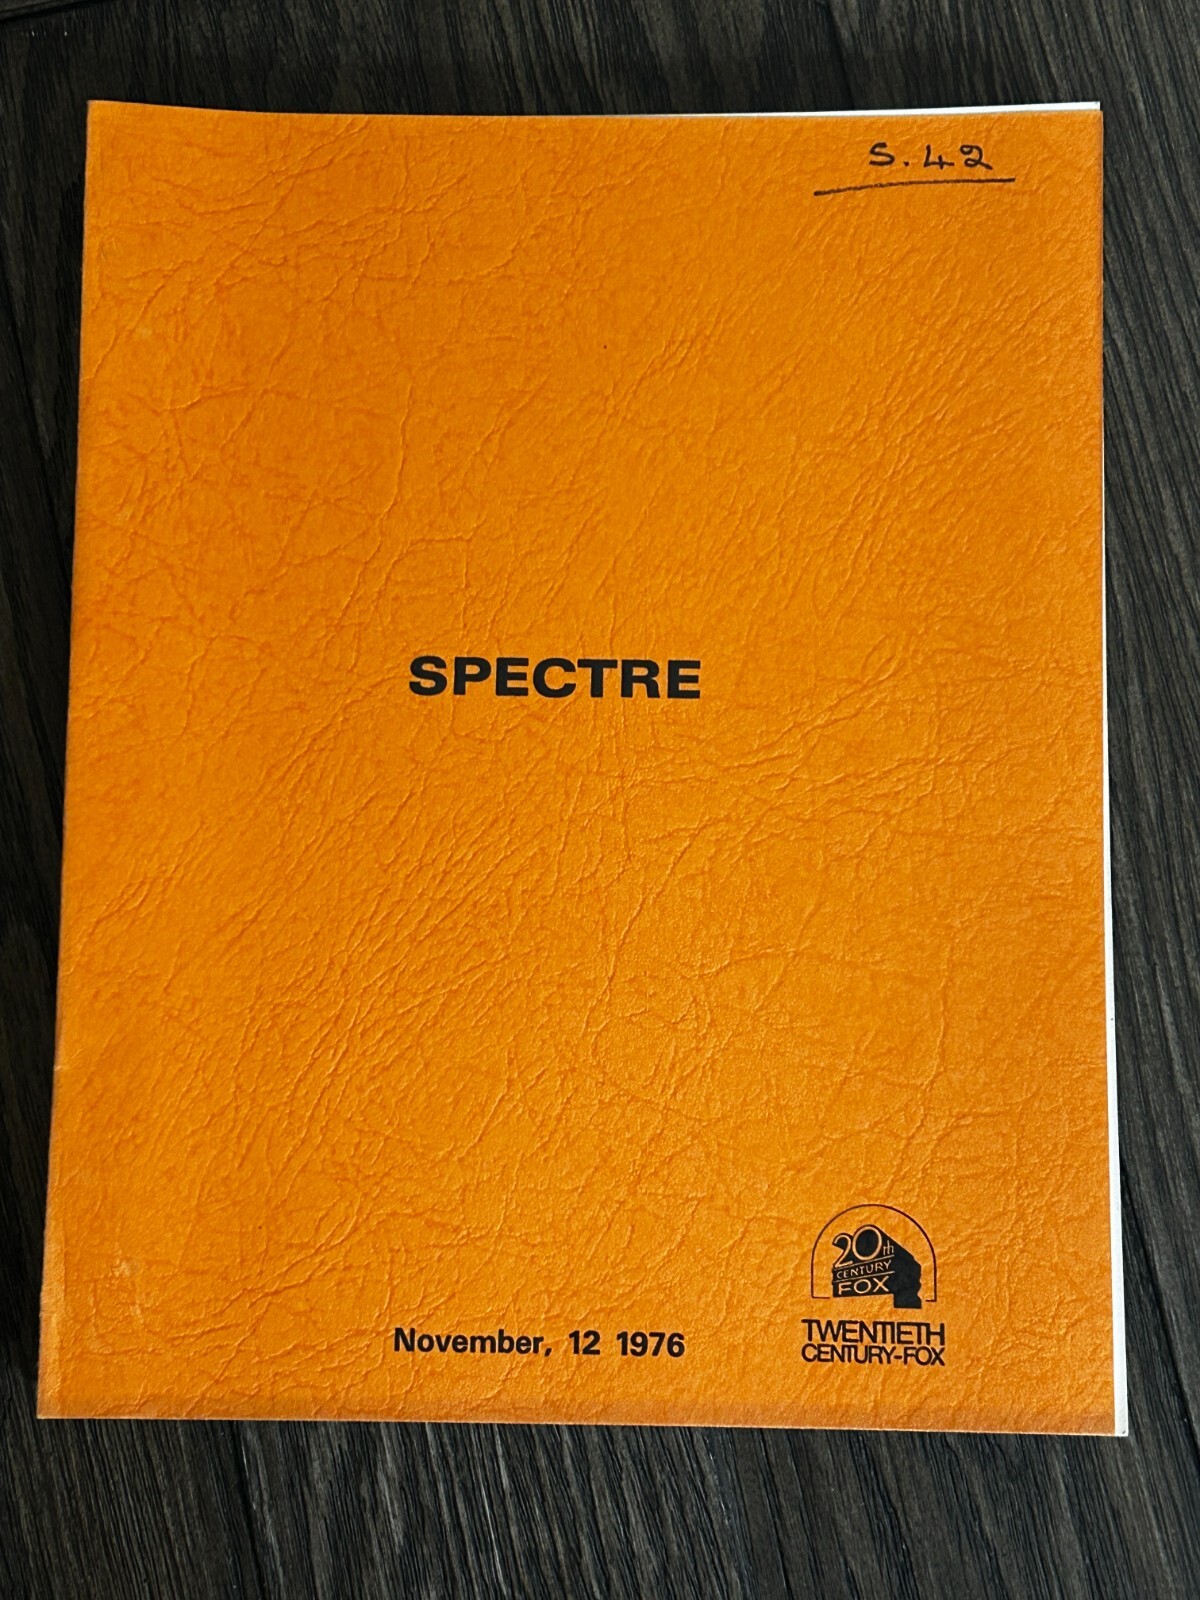 S.42
SPECTRE
20th
CENTURY
FOX
November, 12 1976
TWENTIETH
CENTURY-FOX